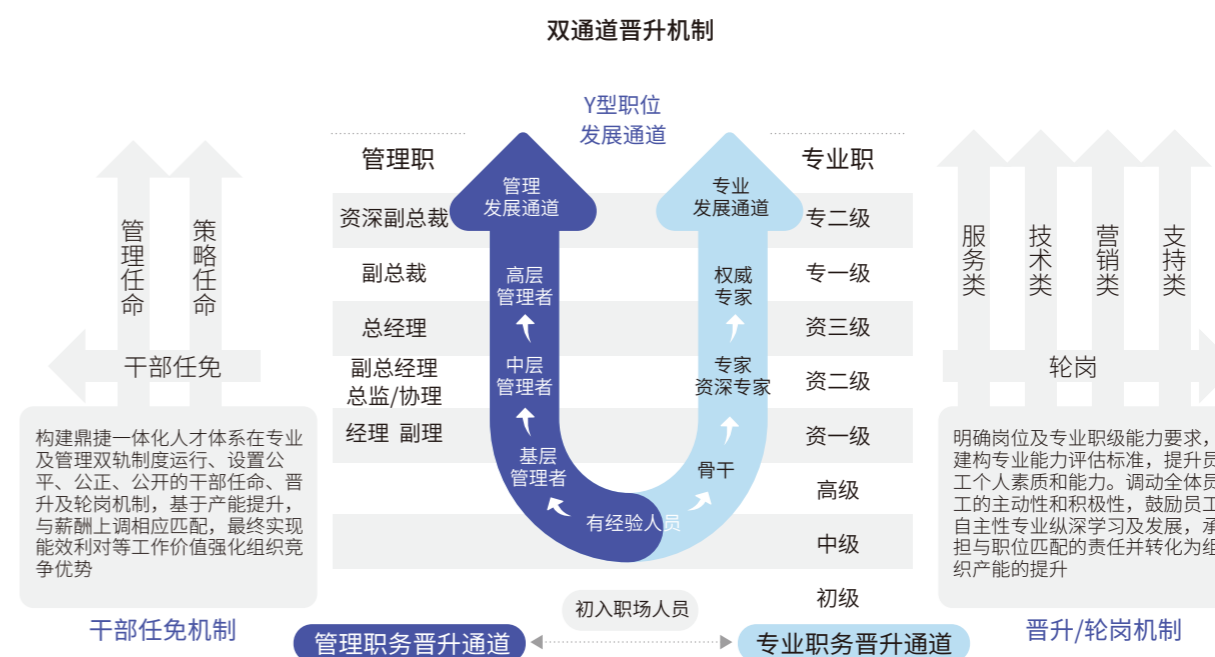 双通道晋升机制
Y型职位
发展通道
管理任命
策略任命
干部任免
构建鼎捷一体化人才体系在专业
及管理双轨制度运行、设置公
平、公正、公开的干部任命、晋
升及轮岗机制，基于产能提升，
与薪酬上调相应匹配，最终实现
能效利对等工作价值强化组织竞
争优势
干部任免机制
管理职
资深副总裁
副总裁
总经理
副总经理
总监/协理
经理 副理
管理
发展通道
高层
管理者
中层
管理者
基层
管理者
有经验人员
初入职场人员
专业
发展通道
权威
专家
专家
资深专家
骨干
专业职
专二级
专一级
资三级
资二级
资一级
高级
中级
初级
管理职务晋升通道
专业职务晋升通道
服务类
技术类
营销类
支持类
轮岗
明确岗位及专业职级能力要求，
建构专业能力评估标准，提升员
工个人素质和能力。调动全体员
工的主动性和积极性，鼓励员工
自主性专业纵深学习及发展，承
担与职位匹配的责任并转化为组
织产能的提升
晋升/轮岗机制